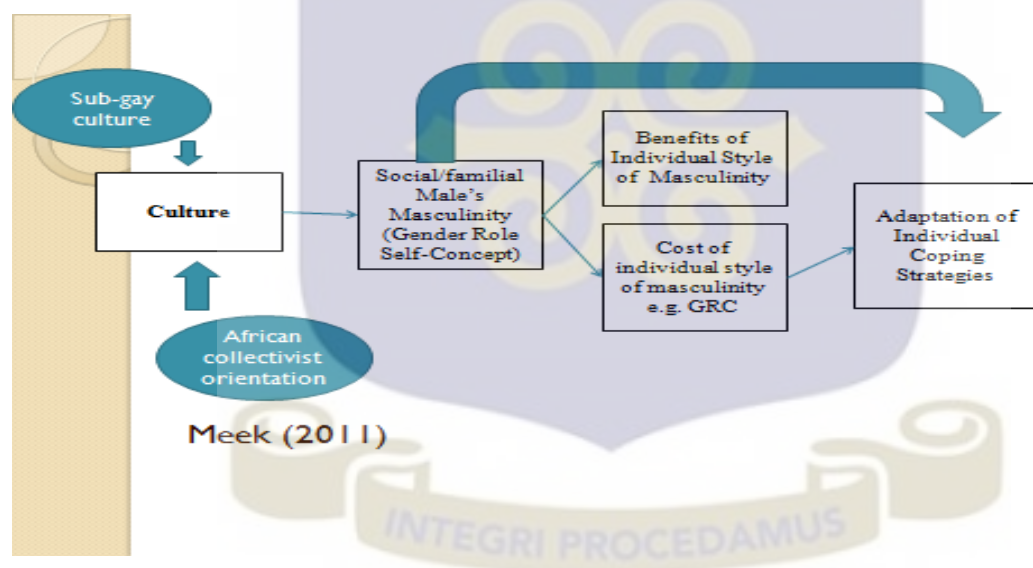 Sub-gay
culture
Culture
Social/familial
Male's
Masculinity
(Gender Role
Self-Concept)
Benefits of
Individual Style
of Masculinity
Cost of
individual style
of masculinity
e.g. GRC
Adaptation of
Individual
Coping
Strategies
African
collectivist
orientation
Meek (2011)
INTEGRI PROCEDAMUS